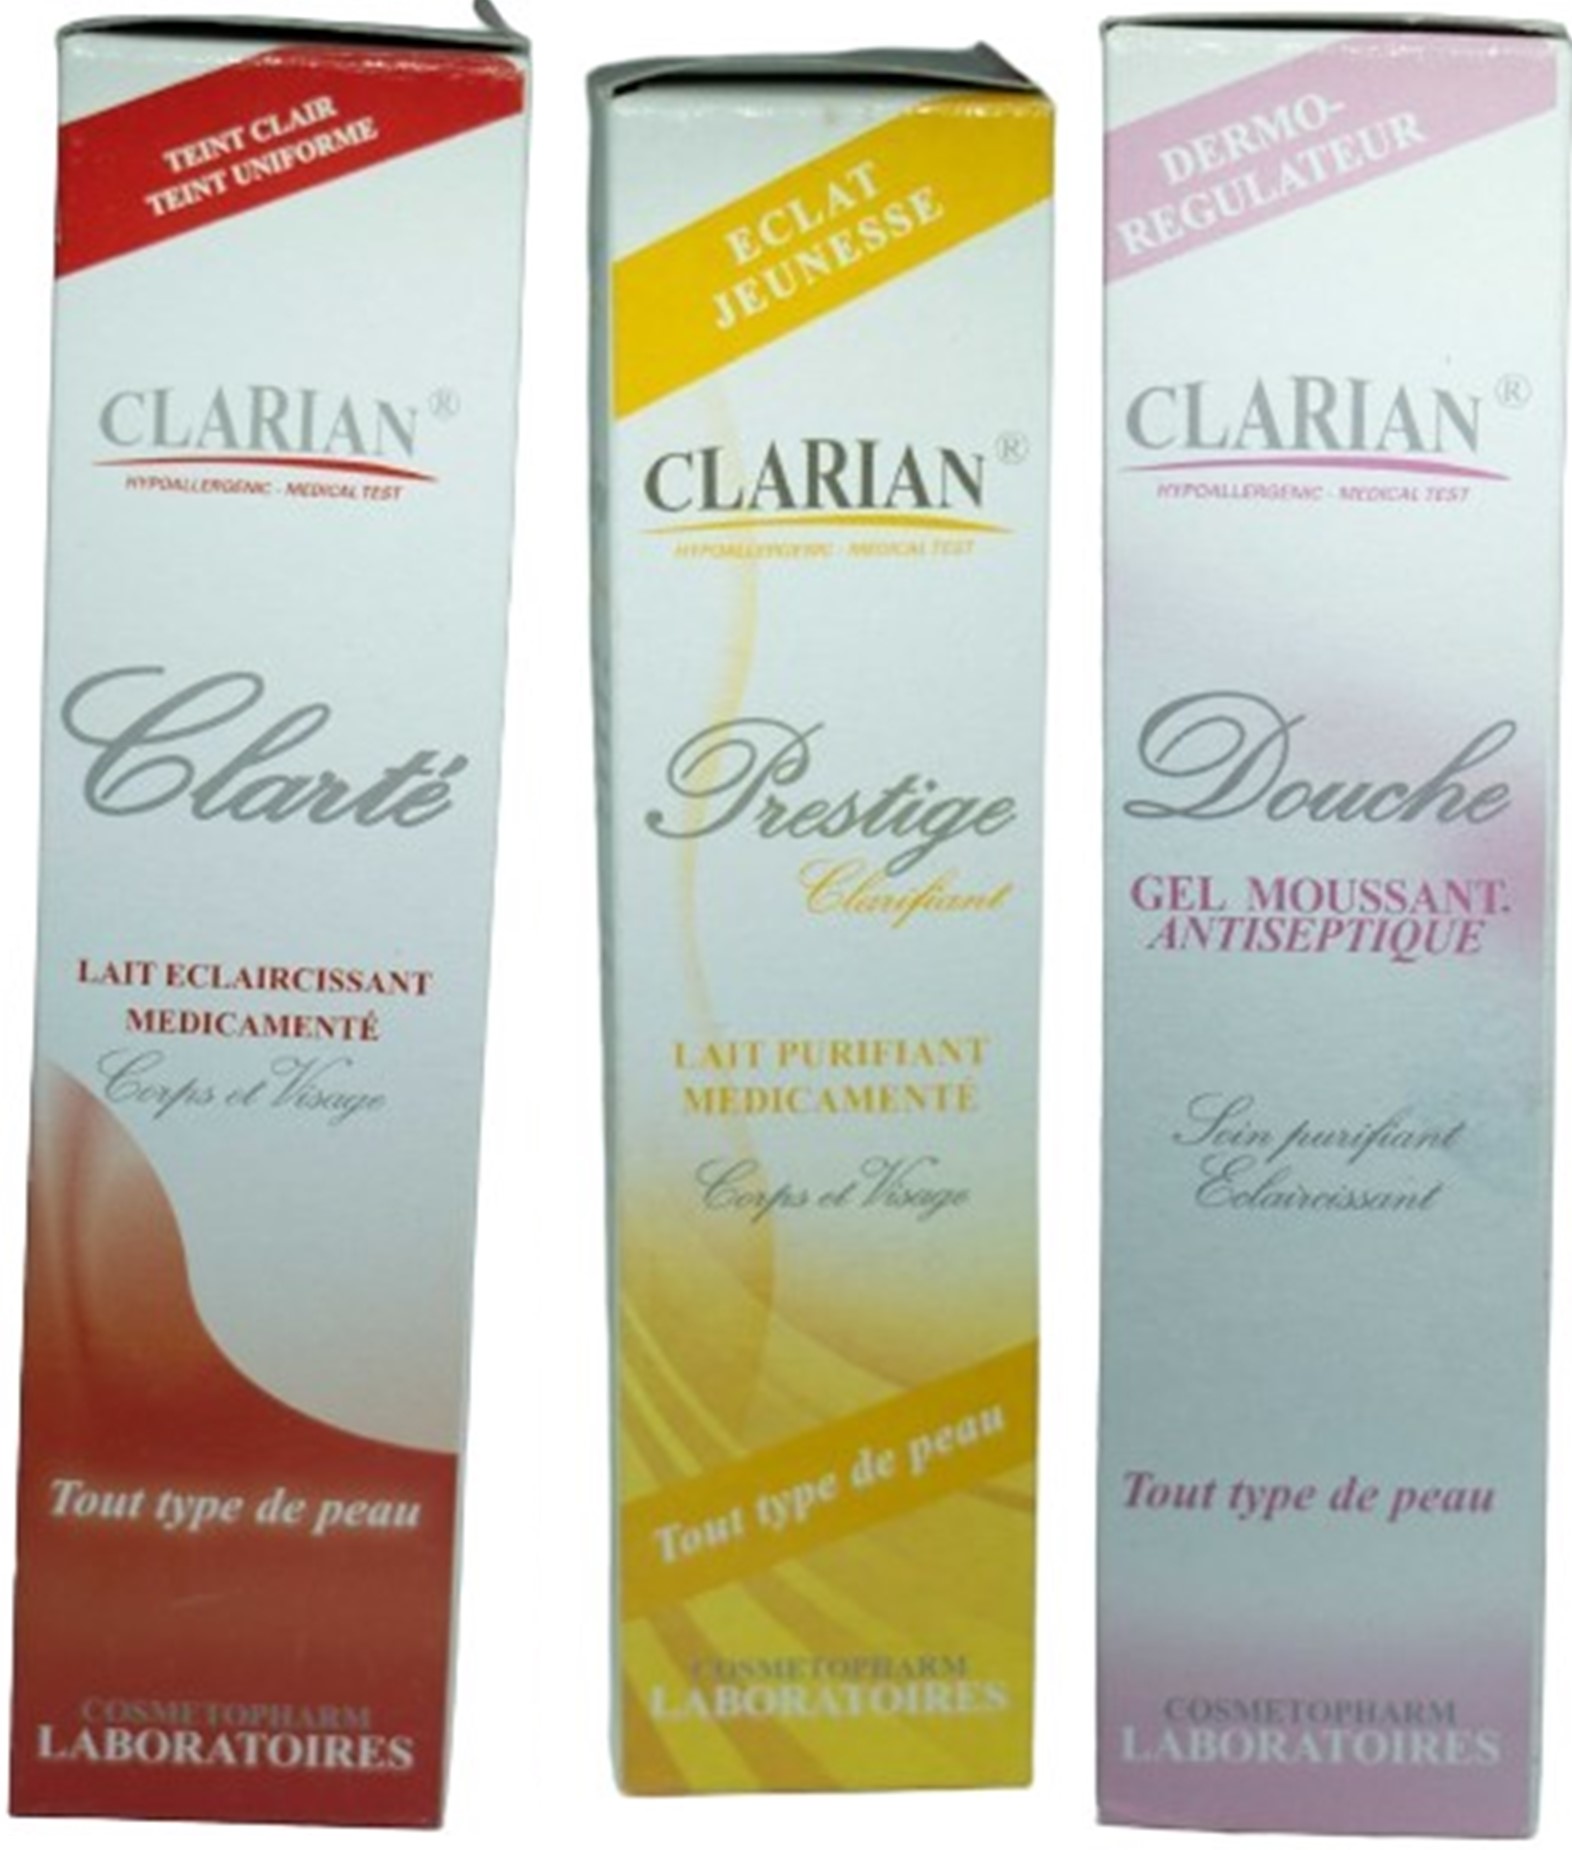 TEINT CLAIR
TEINT UNIFORME
CLARIAN®
HYPOALLERGENIC - MEDICAL TEST
Clarté
LAIT ECLAIRCISSANT
MEDICAMENTÉ
Corps et Visage
Tout type de peau
COSMETOPHARM
LABORATOIRES
ECLAT
JEUNESSE
CLARIAN®
HYPOALLERGENIC - MEDICAL TEST
Prestige
Clarifiant
LAIT PURIFIANT
MEDICAMENTÉ
Corps et Visage
Tout type de peau
COSMETOPHARM
LABORATOIRES
DERMO-
REGULATEUR
CLARIAN®
HYPOALLERGENIC - MEDICAL TEST
Douche
GEL MOUSSANT.
ANTISEPTIQUE
Soin purifiant
Eclaircissant
Tout type de peau
COSMETOPHARM
LABORATOIRES